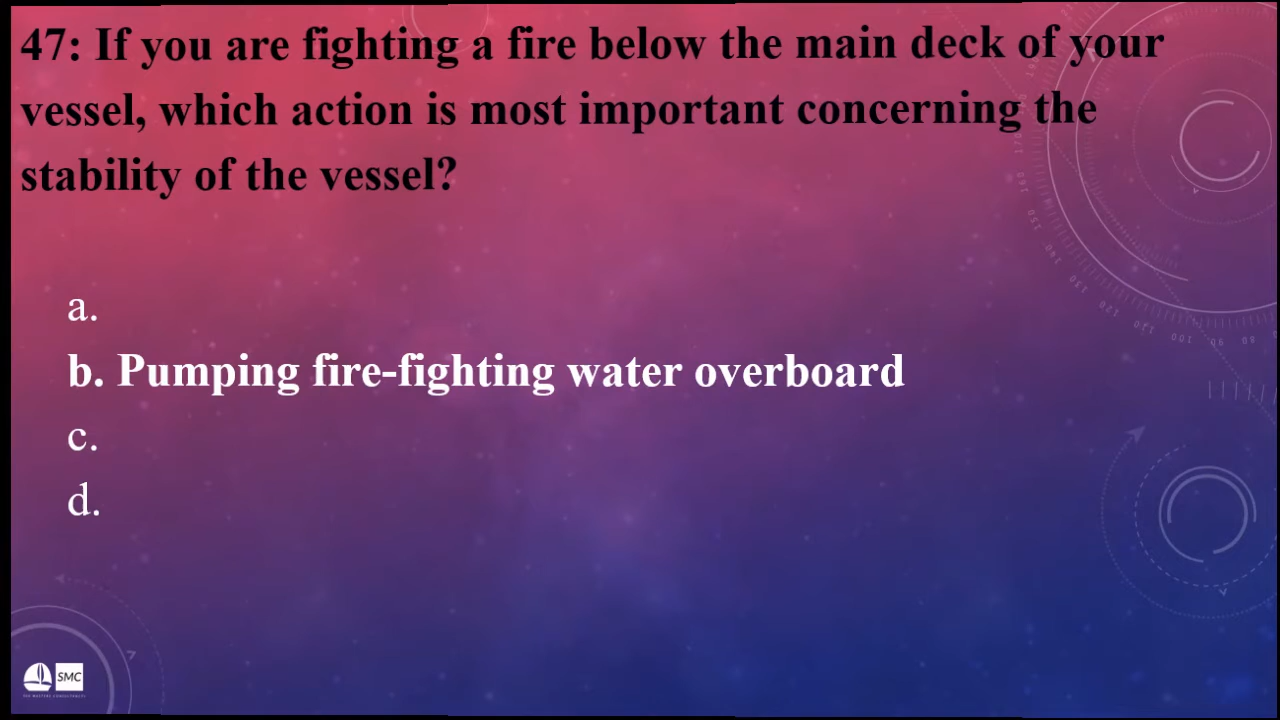 47: If you are fighting a fire below the main deck of your
vessel, which action is most important concerning the
stability of the vessel?
a.
b. Pumping fire-fighting water overboard
c.
d.
SMC